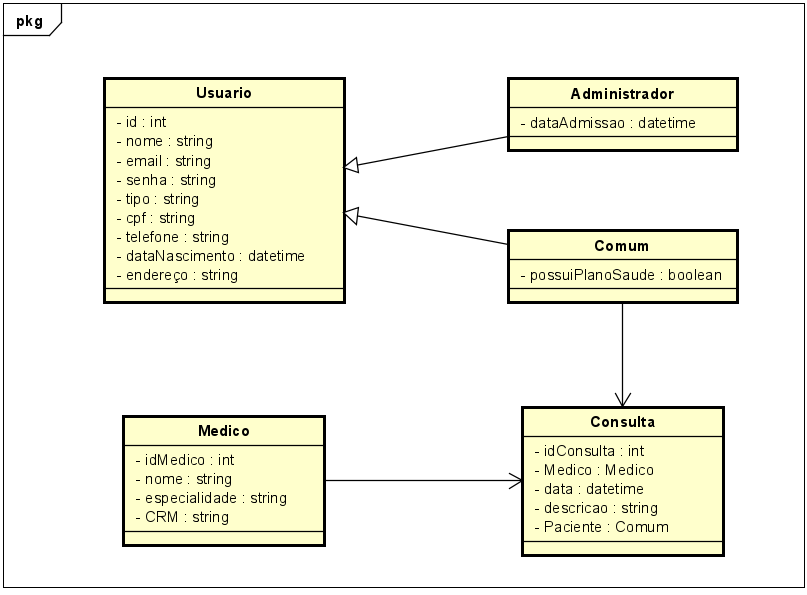 pkg
Usuario
- id : int
- nome : string
- email : string
- senha : string
- tipo : string
- cpf : string
- telefone : string
- dataNascimento : datetime
- endereço : string
Administrador
- dataAdmissao : datetime
Comum
- possuiPlanoSaude : boolean
Medico
- idMedico : int
- nome : string
- especialidade : string
- CRM : string
Consulta
- idConsulta : int
- Medico : Medico
- data : datetime
- descricao : string
- Paciente : Comum